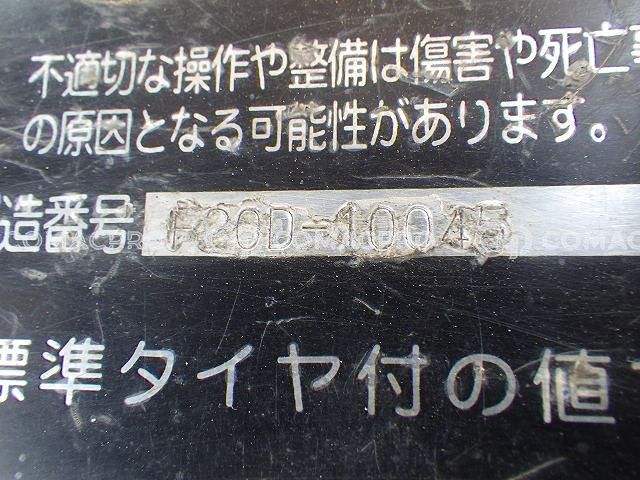 不適切な操作や整備は傷害や死亡事
の原因となる可能性があります。
造番号 F20D-10045
標準タイヤ付の値